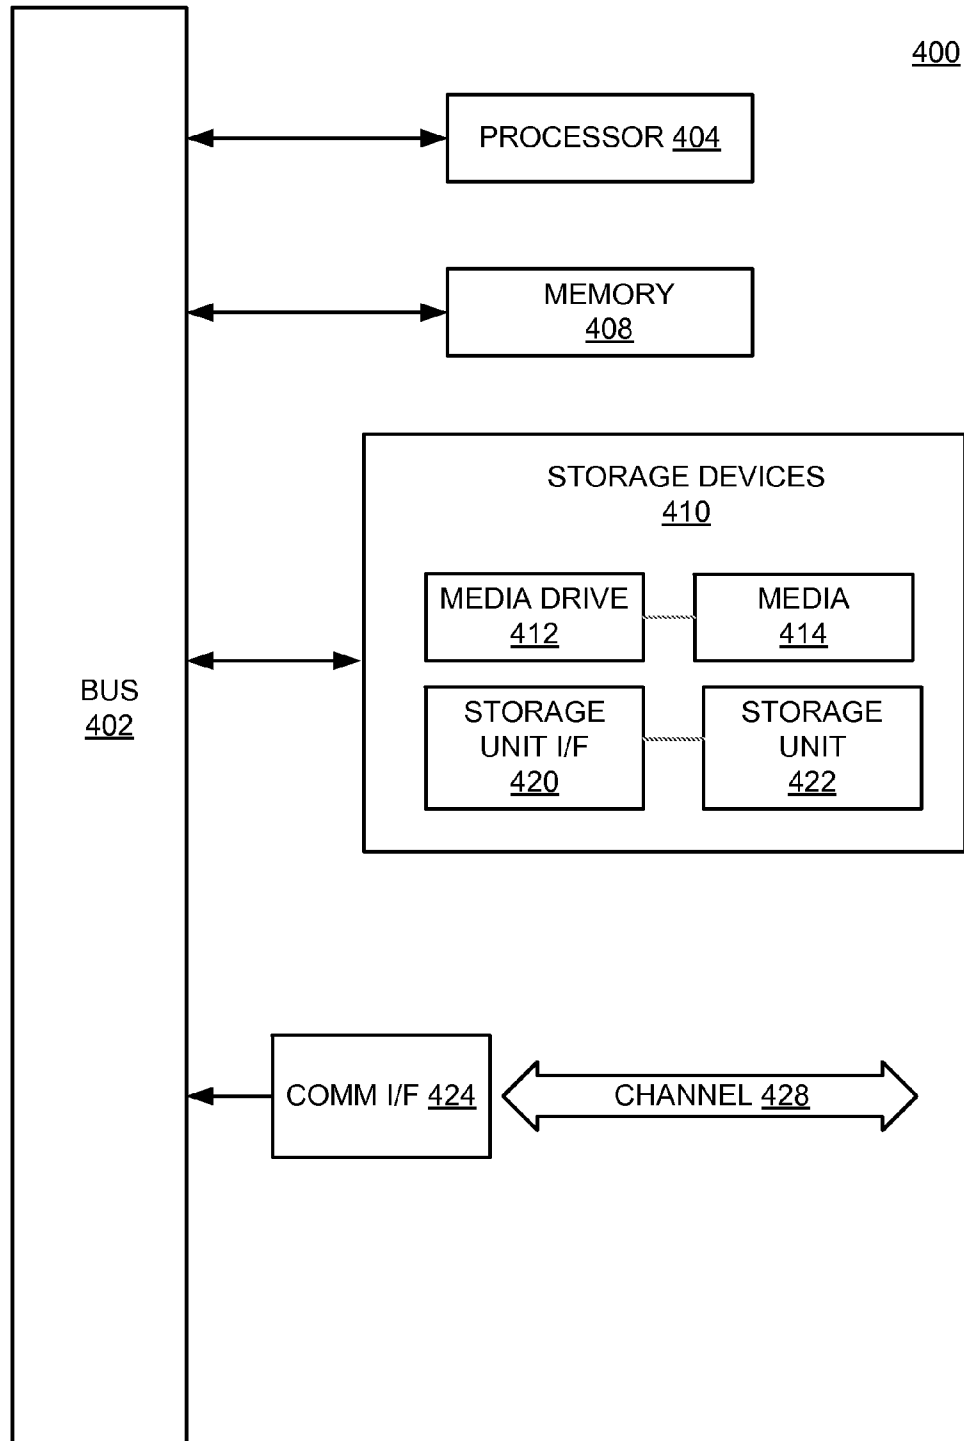 400
PROCESSOR 404
MEMORY
408
STORAGE DEVICES
410
MEDIA DRIVE
412
MEDIA
414
BUS
402
STORAGE
UNIT I/F
420
STORAGE
UNIT
422
COMM I/F 424
CHANNEL 428